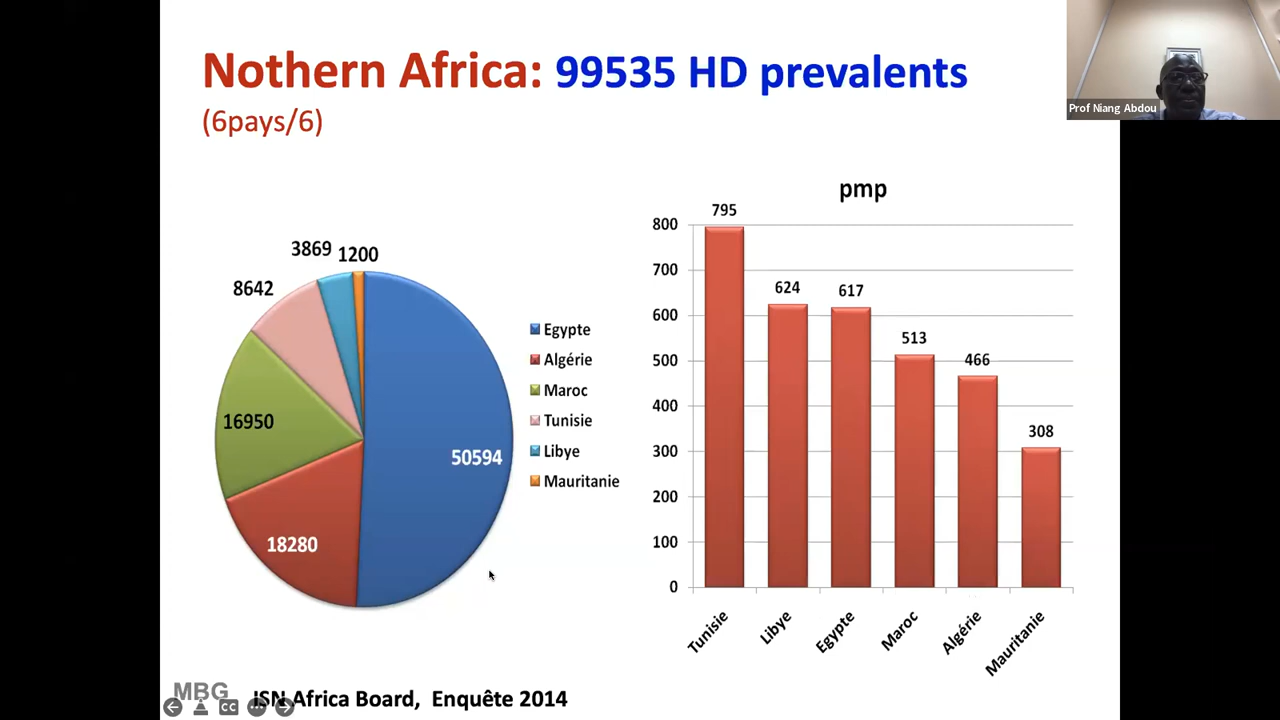 Nothern Africa: 99535 HD prevalents
(6pays/6)
Prof Niang Abdou
3869
1200
8642
16950
50594
18280
Egypte
Algérie
Maroc
Tunisie
Libye
Mauritanie
pmp
800
700
600
500
400
300
200
100
0
795
624
617
513
466
308
Tunisie
Libye
Egypte
Maroc
Algérie
Mauritanie
MBG
CC
ISN Africa Board, Enquête 2014